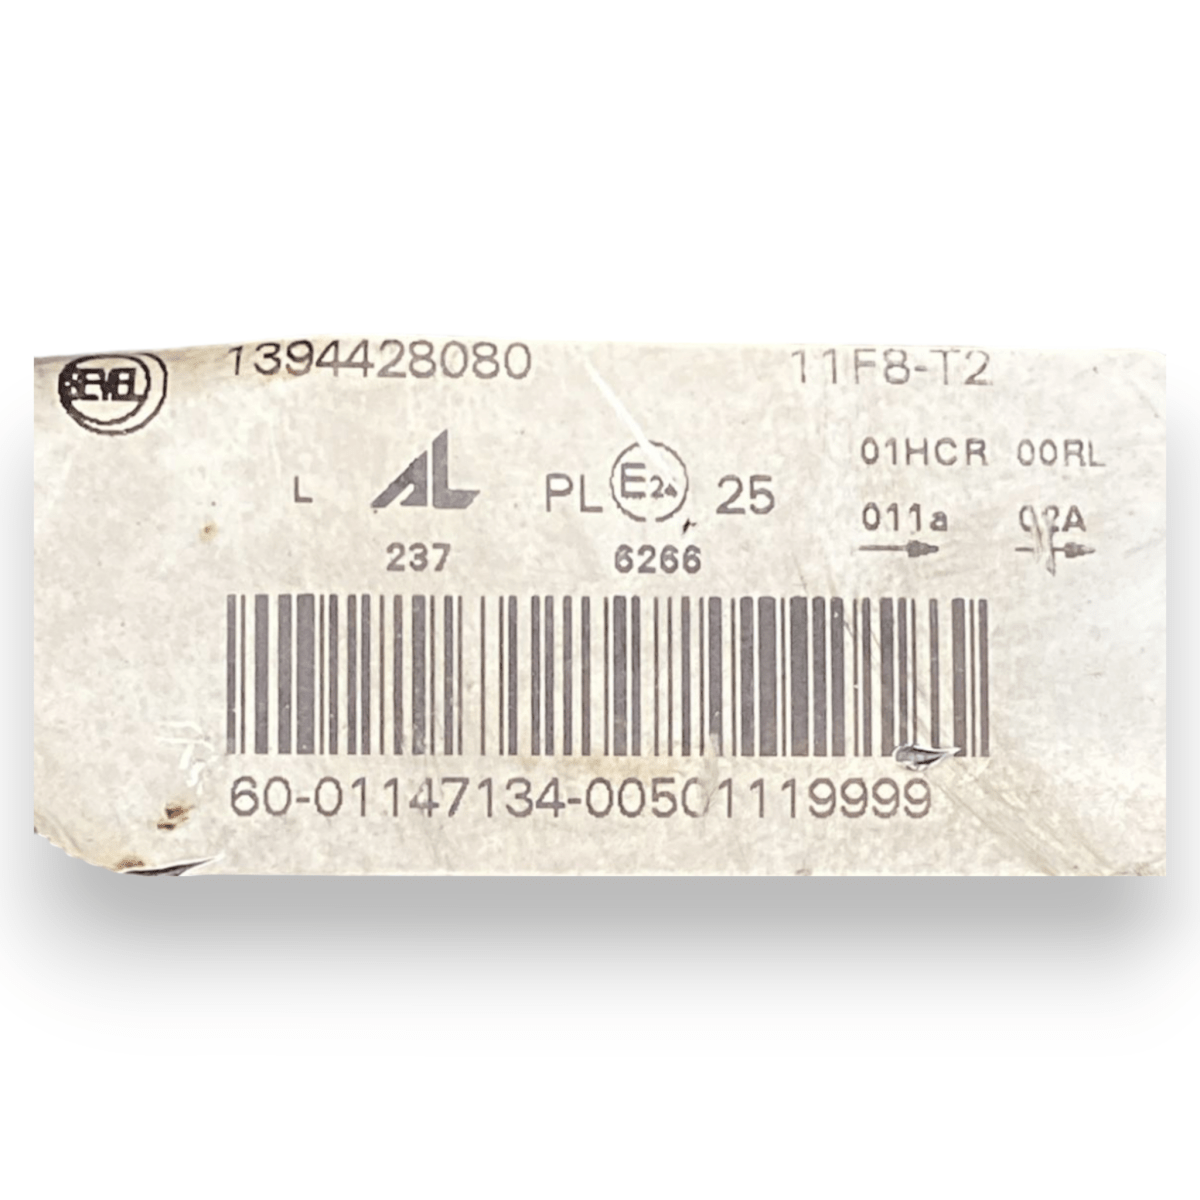 SEVEL
1394428080 11F8-T2
01HCR 00RL
L AL PL E24 25
011a 02A
237 6266
60-01147134-00501119999